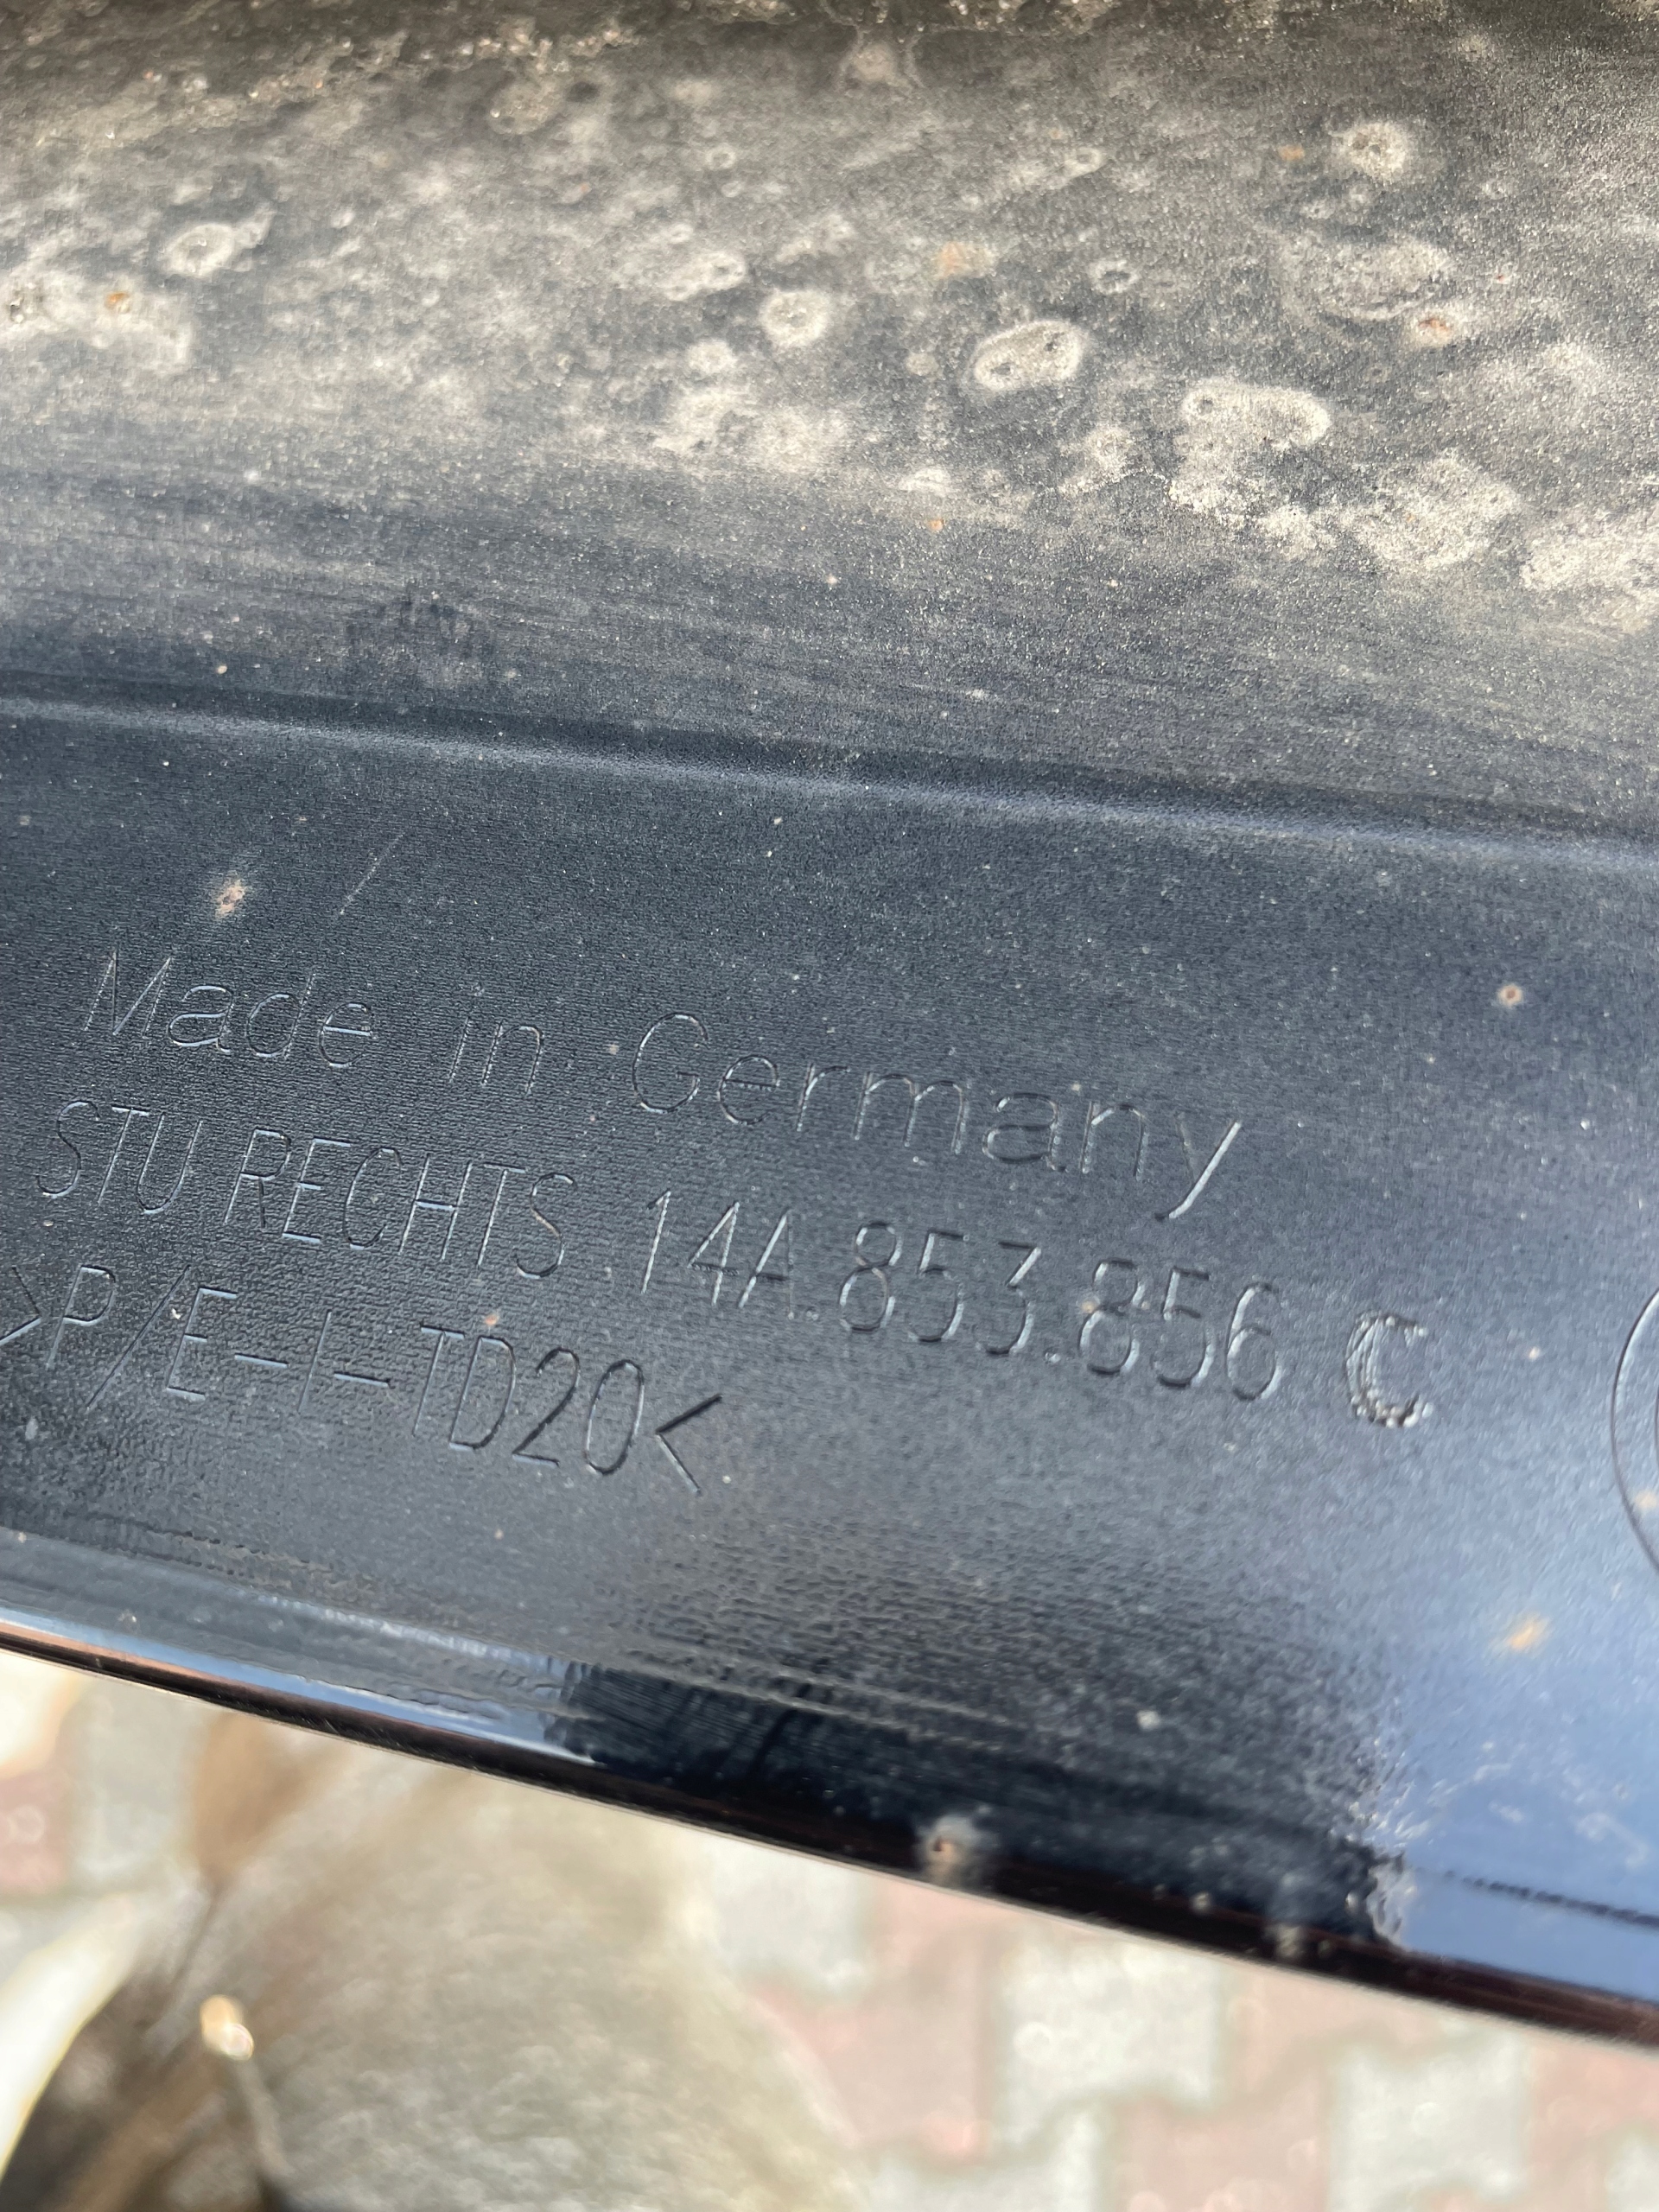 Made in Germany
STU RECHTS 14A.853.856 C
>P/E-I-TD20<